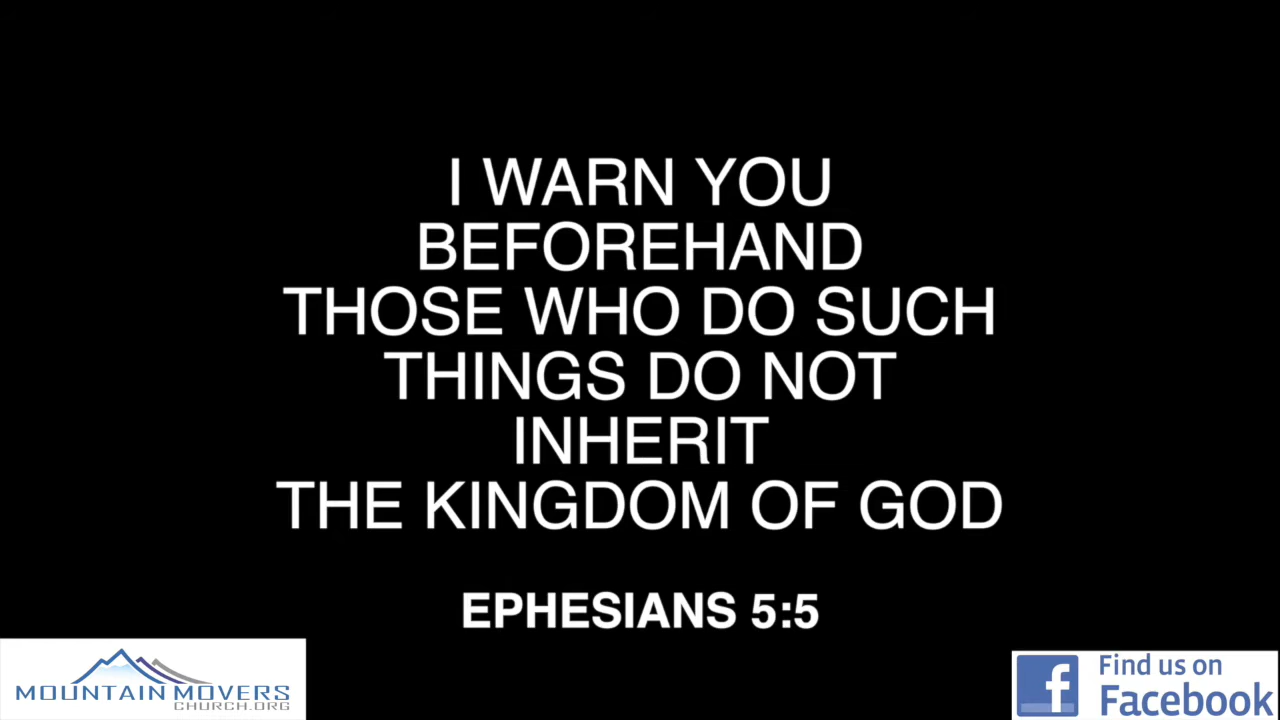 I WARN YOU
BEFOREHAND
THOSE WHO DO SUCH
THINGS DO NOT
INHERIT
THE KINGDOM OF GOD
EPHESIANS 5:5
MOUNTAIN MOVERS
CHURCH.ORG
f
Find us on
Facebook